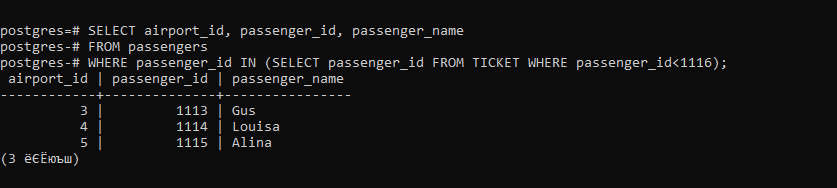 postgres=# SELECT airport_id, passenger_id, passenger_name
postgres-# FROM passengers
postgres-# WHERE passenger_id IN (SELECT passenger_id FROM TICKET WHERE passenger_id<1116);
 airport_id | passenger_id | passenger_name
------------+--------------+----------------
          3 |         1113 | Gus
          4 |         1114 | Louisa
          5 |         1115 | Alina
(3 ёЄЁюъш)